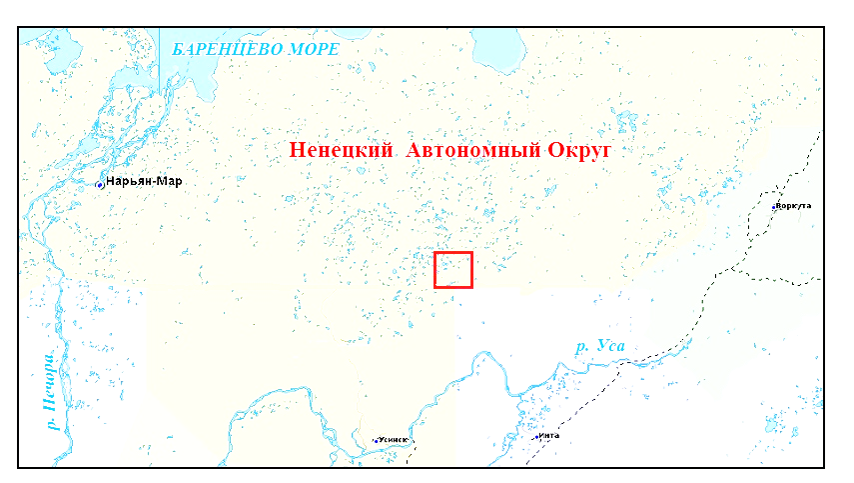 БАРЕНЦЕВО МОРЕ
Ненецкий Автономный Округ
Нарьян-Мар
Воркута
р. Уса
р. Печора
Усинск
Инта